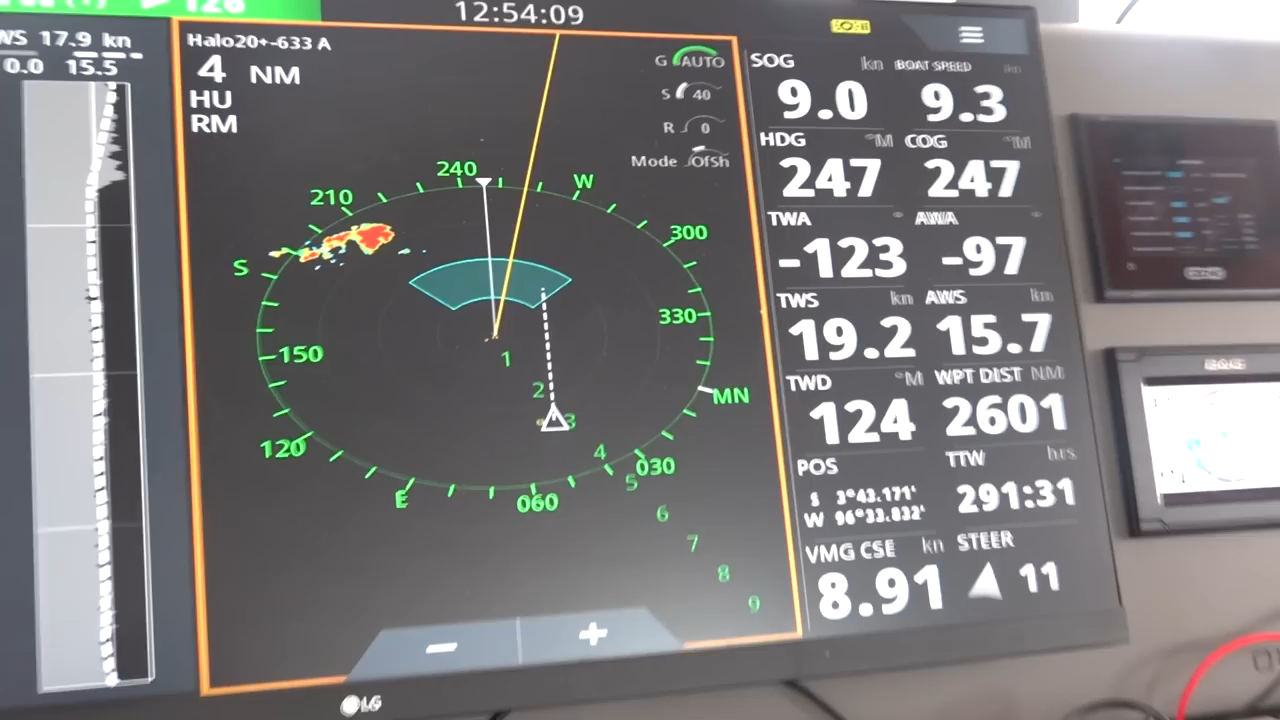 126
12:54:09
WS 17.9 kn
0.0 15.5
Halo20+-633 A
4 NM
HU
RM
G AUTO
S 40
R 0
Mode OfSh
240
W
210
300
S
330
150
MN
120
030
E
060
1
2
3
4
5
6
7
8
9
SOG kn BOAT SPEED kn
9.0 9.3
HDG °M COG °M
247 247
TWA ° AWA °
-123 -97
TWS kn AWS kn
19.2 15.7
TWD °M WPT DIST NM
124 2601
POS TTW hrs
S 3°43.171' 291:31
W 96°33.832'
VMG CSE kn STEER
8.91 11
LG
B&G